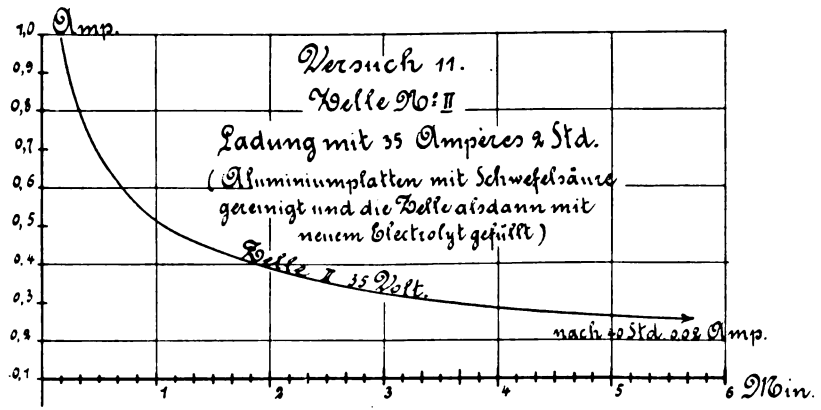 Amp.
1,0
0,9
0,8
0,7
0,6
0,5
0,4
0,3
0,2
0,1
Versuch 11.
Zelle No: II
Ladung mit 35 Ampères 2 Std.
(Aluminiumplatten mit Schwefelsäure
gereinigt und die Zelle alsdann mit
neuem Electrolyt gefüllt)
Zelle II 35 Volt.
nach 40 Std. 0,02 Amp.
1 2 3 4 5 6 Min.